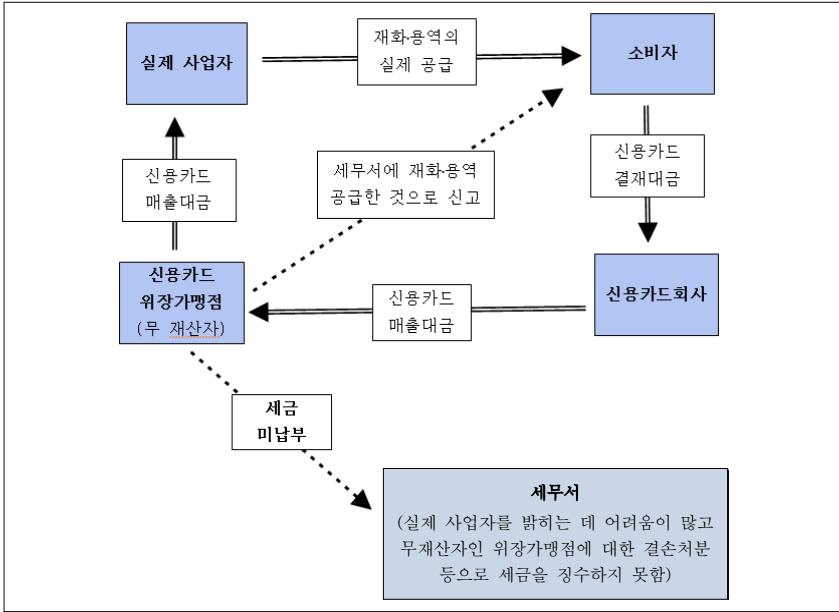 실제 사업자
재화·용역의
실제 공급
소비자
신용카드
매출대금
세무서에 재화·용역
공급한 것으로 신고
신용카드
결재대금
신용카드
위장가맹점
(무 재산자)
신용카드
매출대금
신용카드회사
세금
미납부
세무서
(실제 사업자를 밝히는 데 어려움이 많고
무재산자인 위장가맹점에 대한 결손처분
등으로 세금을 징수하지 못함)